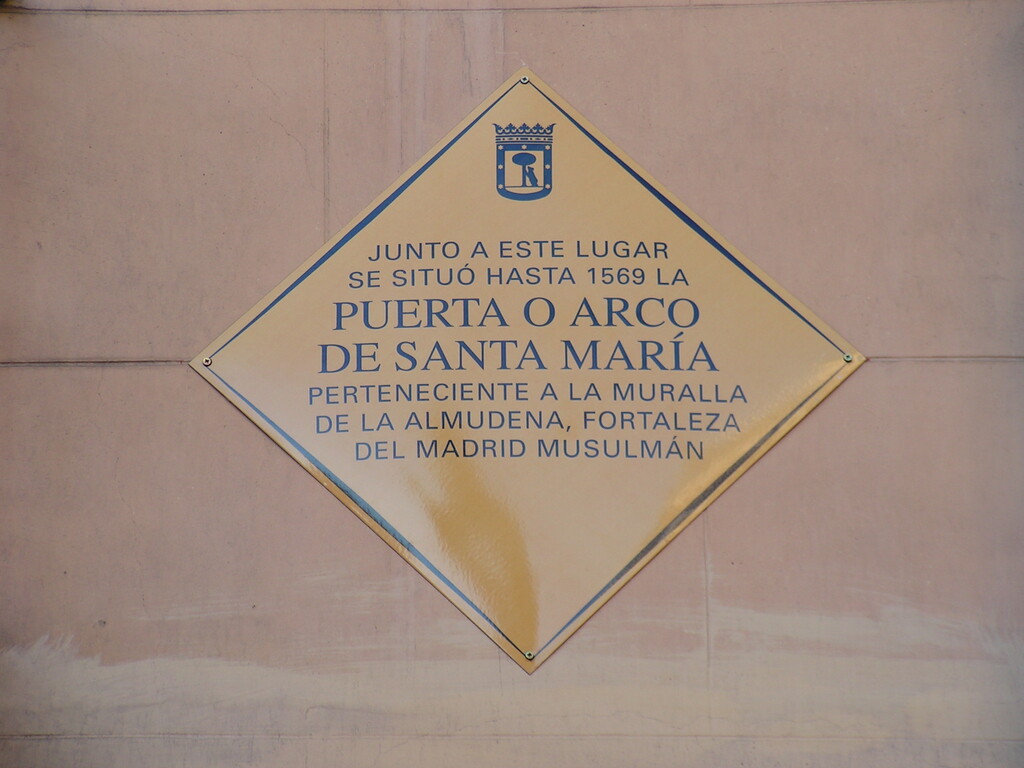 JUNTO A ESTE LUGAR
SE SITUÓ HASTA 1569 LA
PUERTA O ARCO
DE SANTA MARÍA
PERTENECIENTE A LA MURALLA
DE LA ALMUDENA, FORTALEZA
DEL MADRID MUSULMÁN